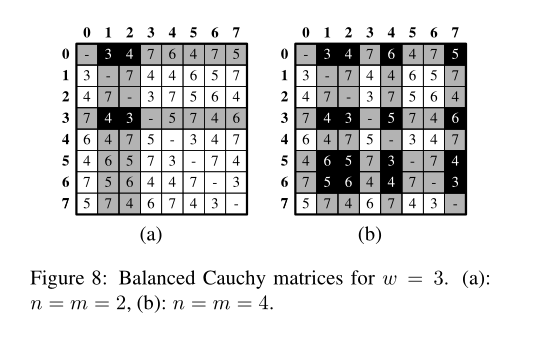 0 1 2 3 4 5 6 7
0 - 3 4 7 6 4 7 5
1 3 - 7 4 4 6 5 7
2 4 7 - 3 7 5 6 4
3 7 4 3 - 5 7 4 6
4 6 4 7 5 - 3 4 7
5 4 6 5 7 3 - 7 4
6 7 5 6 4 4 7 - 3
7 5 7 4 6 7 4 3 -
(a)
0 1 2 3 4 5 6 7
0 - 3 4 7 6 4 7 5
1 3 - 7 4 4 6 5 7
2 4 7 - 3 7 5 6 4
3 7 4 3 - 5 7 4 6
4 6 4 7 5 - 3 4 7
5 4 6 5 7 3 - 7 4
6 7 5 6 4 4 7 - 3
7 5 7 4 6 7 4 3 -
(b)
Figure 8: Balanced Cauchy matrices for w = 3. (a):
n = m = 2, (b): n = m = 4.